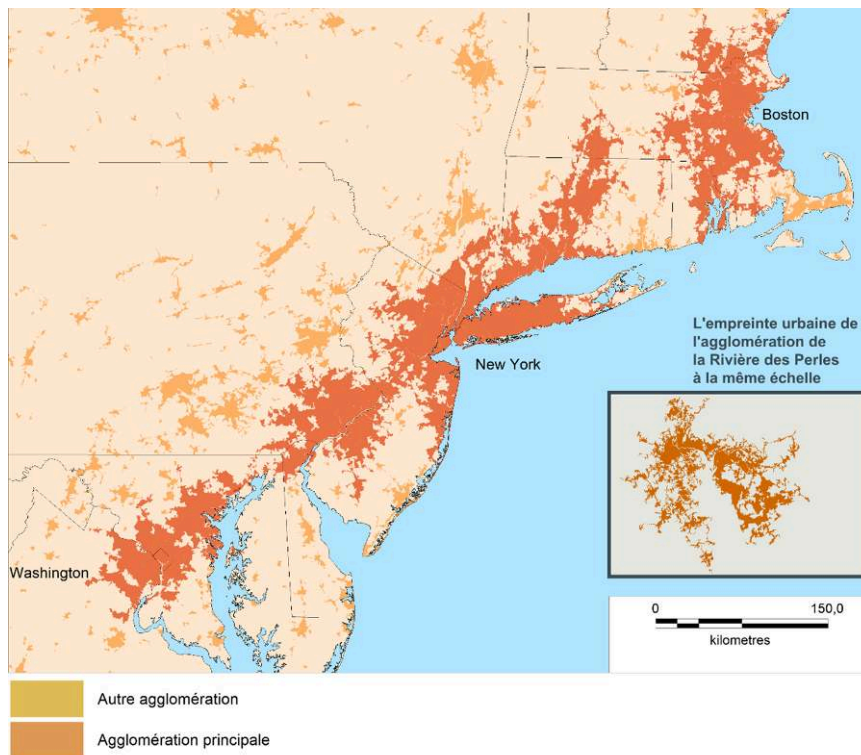 Boston
L'empreinte urbaine de
l'agglomération de
la Rivière des Perles
à la même échelle
New York
Washington
0 150,0
kilometres
Autre agglomération
Agglomération principale